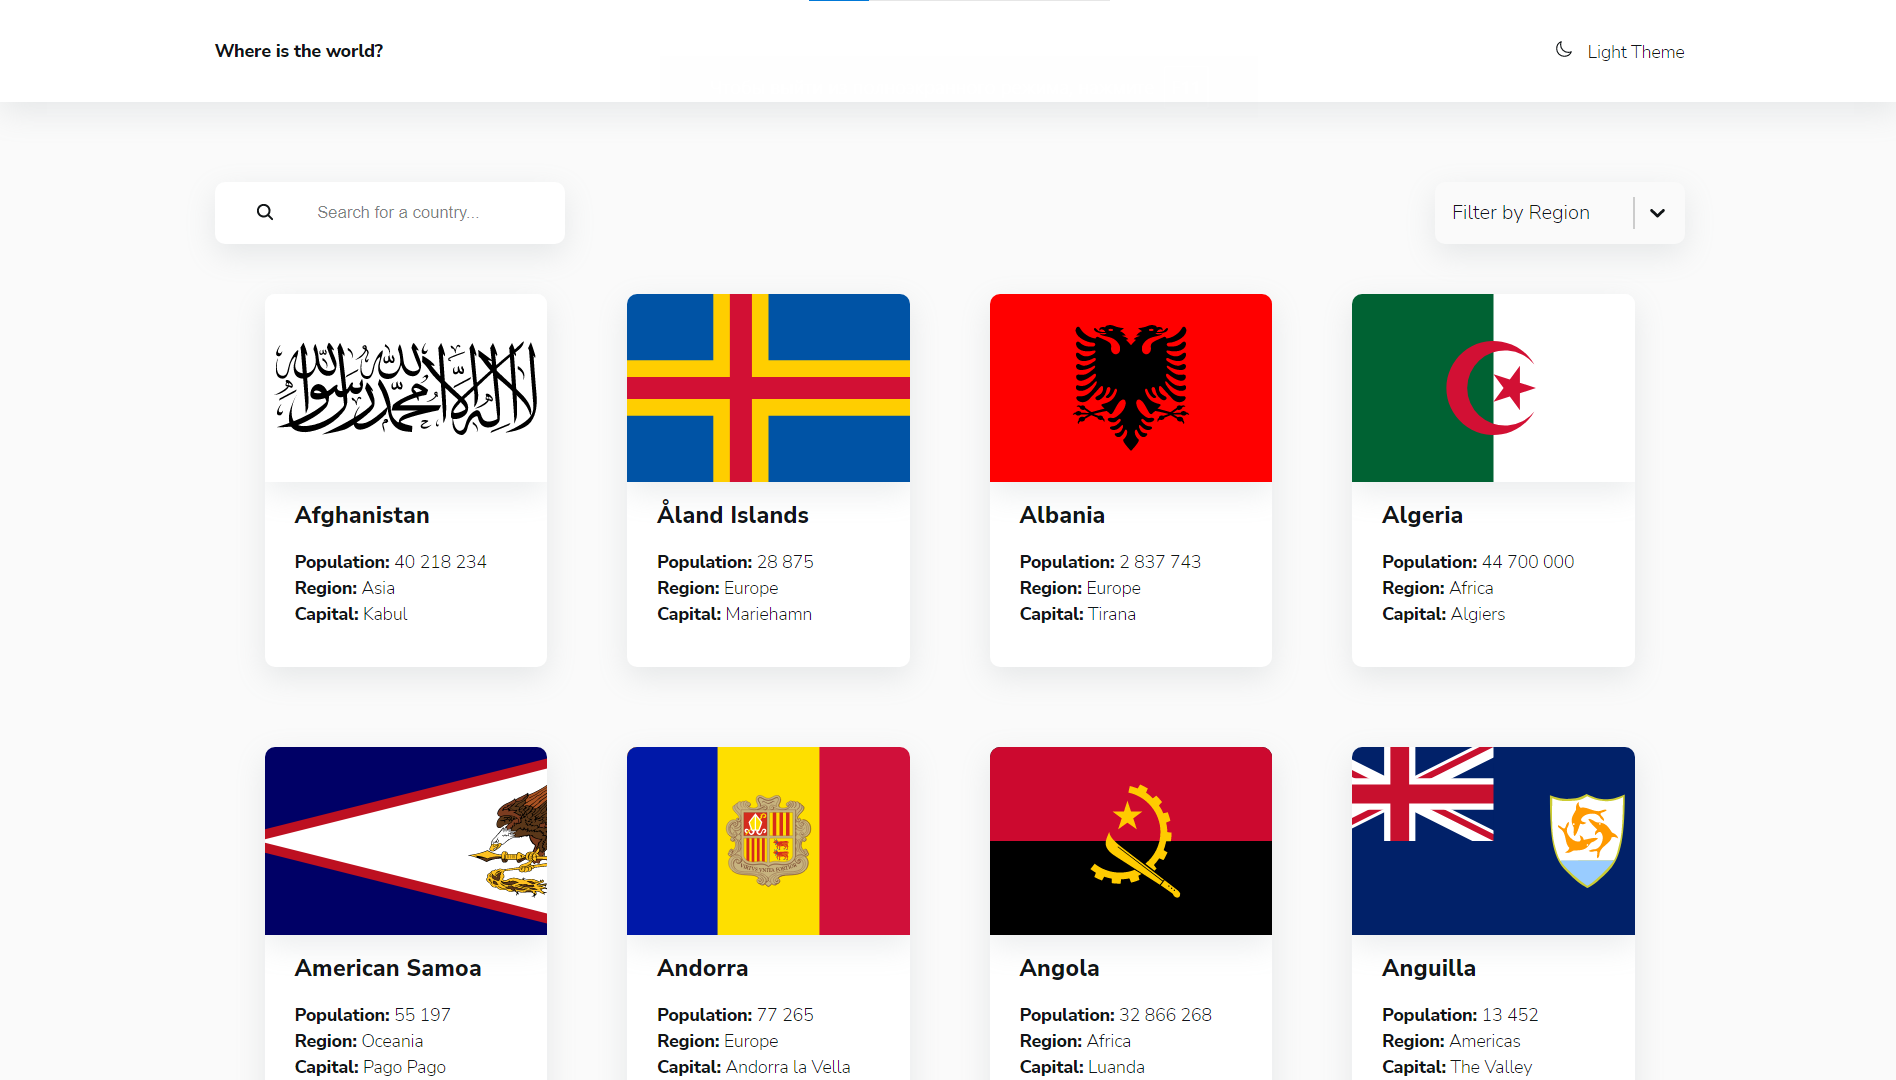 Where is the world?
Light Theme
Search for a country...
Filter by Region
لا إله إلا الله محمد رسول الله
Afghanistan
Population: 40 218 234
Region: Asia
Capital: Kabul
Åland Islands
Population: 28 875
Region: Europe
Capital: Mariehamn
Albania
Population: 2 837 743
Region: Europe
Capital: Tirana
Algeria
Population: 44 700 000
Region: Africa
Capital: Algiers
VIRTVS VNITA FORTIOR
American Samoa
Population: 55 197
Region: Oceania
Capital: Pago Pago
Andorra
Population: 77 265
Region: Europe
Capital: Andorra la Vella
Angola
Population: 32 866 268
Region: Africa
Capital: Luanda
Anguilla
Population: 13 452
Region: Americas
Capital: The Valley